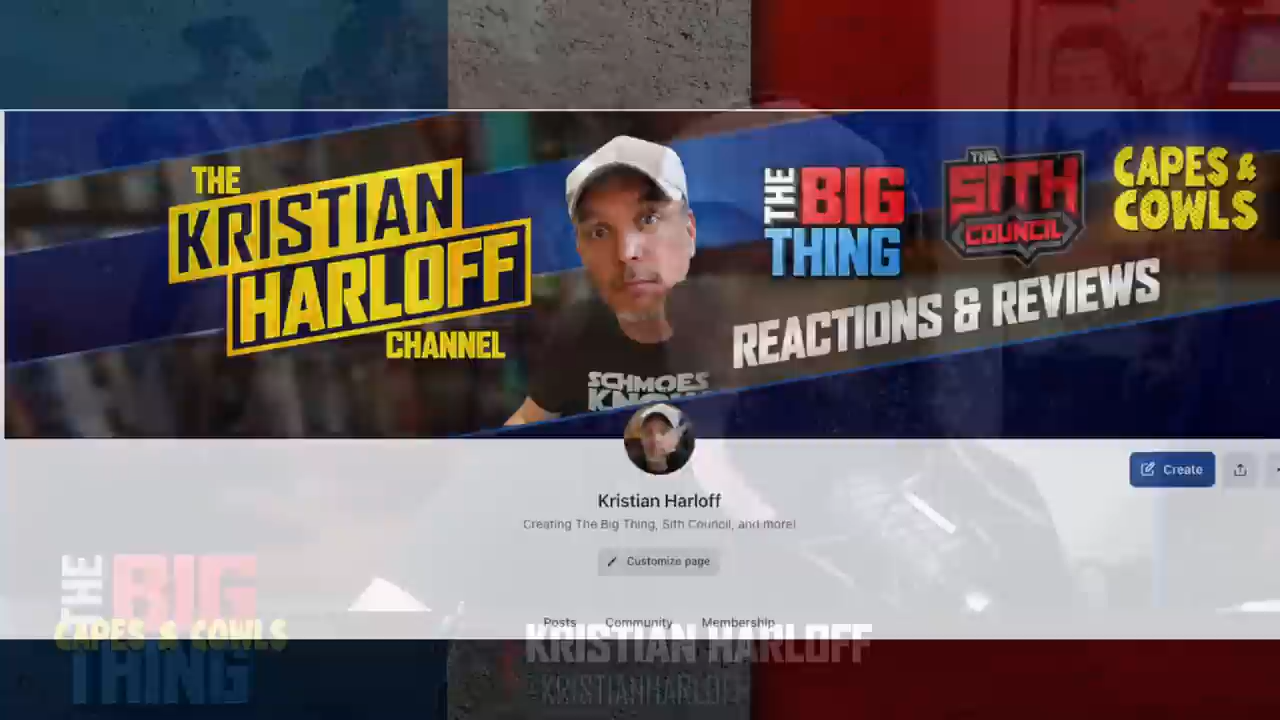 THE
KRISTIAN
HARLOFF
CHANNEL
THE
BIG
THING
THE
SITH
COUNCIL
CAPES &
COWLS
REACTIONS & REVIEWS
SCHMOES
KNOW
Create
Kristian Harloff
Creating The Big Thing, Sith Council, and more!
Customize page
Posts Community Membership
THE
BIG
CAPES & COWLS
THING
KRISTIAN HARLOFF
@KRISTIANHARLOFF